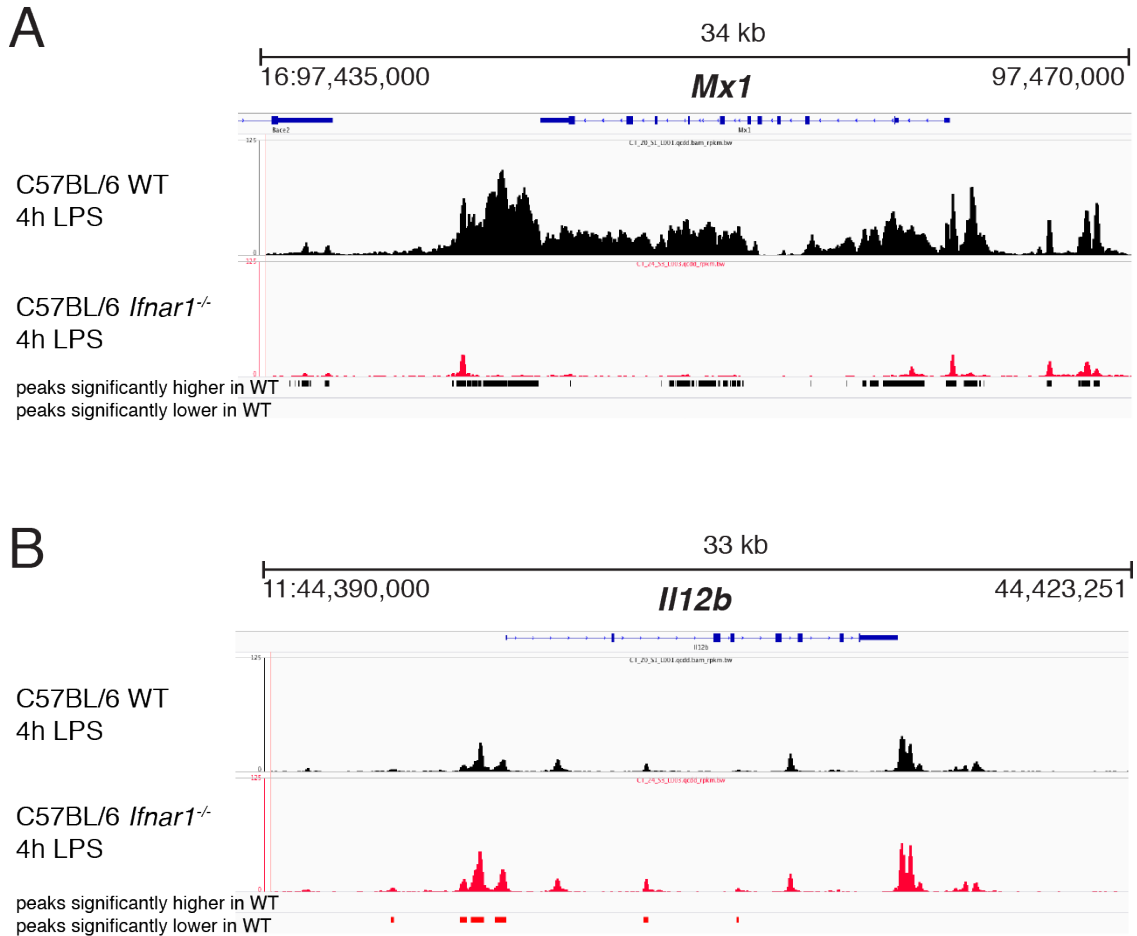 A
34 kb
16:97,435,000
Mx1
97,470,000
Bace2
Mx1
125
C57BL/6 WT
4h LPS
0
125
C57BL/6 Ifnar1-/-
4h LPS
0
peaks significantly higher in WT
peaks significantly lower in WT
B
33 kb
11:44,390,000
Il12b
44,423,251
Il12b
125
C57BL/6 WT
4h LPS
0
125
C57BL/6 Ifnar1-/-
4h LPS
0
peaks significantly higher in WT
peaks significantly lower in WT